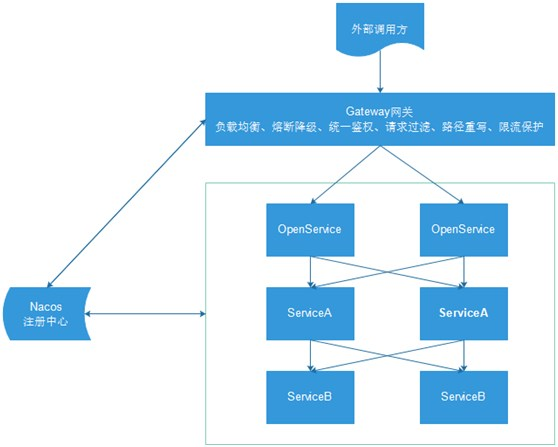 外部调用方
Gateway网关
负载均衡、熔断降级、统一鉴权、请求过滤、路径重写、限流保护
OpenService
OpenService
Nacos
注册中心
ServiceA
ServiceA
ServiceB
ServiceB